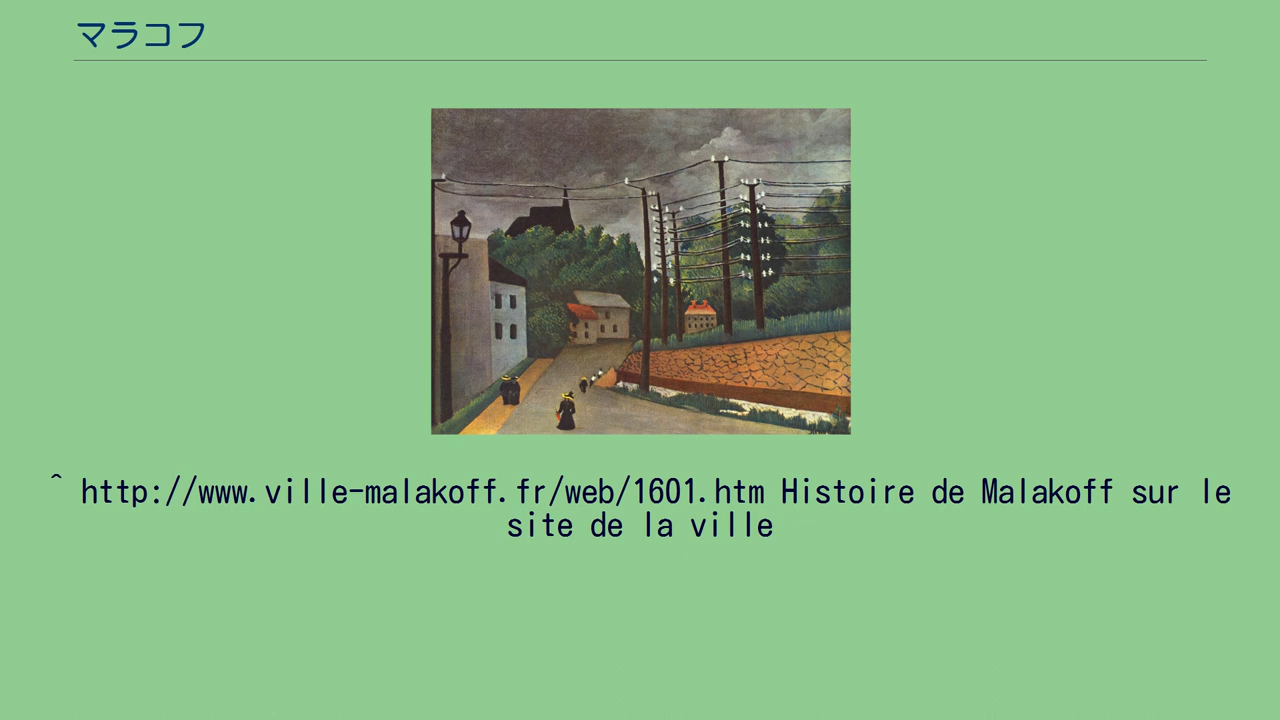 マラコフ
^ http://www.ville-malakoff.fr/web/1601.htm Histoire de Malakoff sur le
site de la ville